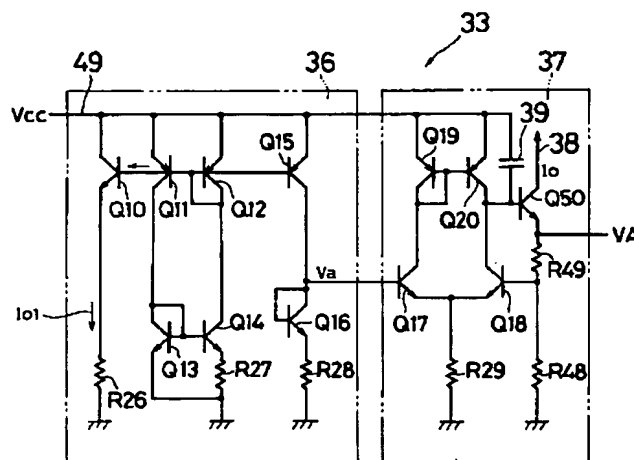 33
49
36
37
Vcc
39
38
Q15
Q19
Io
Q10
Q11
Q12
Q20
Q50
VA
Va
R49
Io1
Q14
Q16
Q17
Q18
Q13
R26
R27
R28
R29
R48